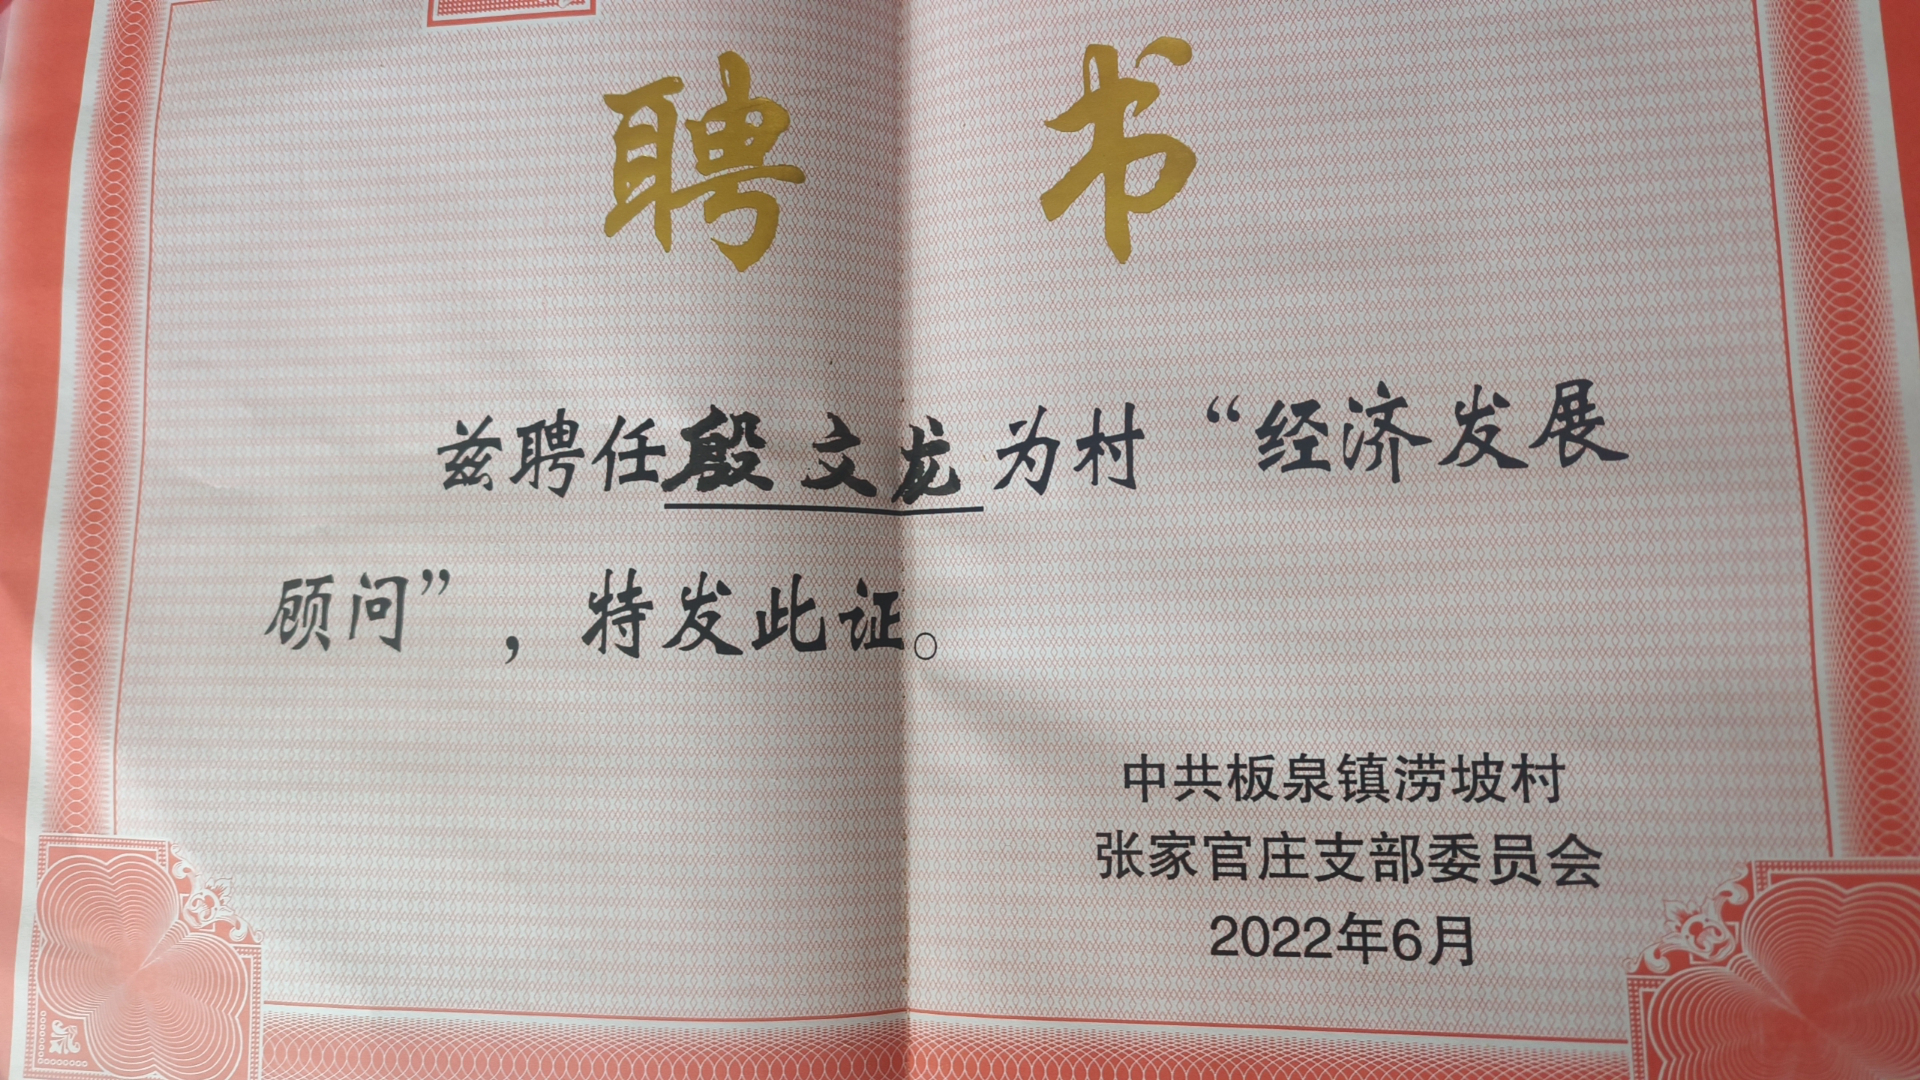 聘书
兹聘任殷文龙为村“经济发展
顾问”，特发此证。
中共板泉镇涝坡村
张家官庄支部委员会
2022年6月